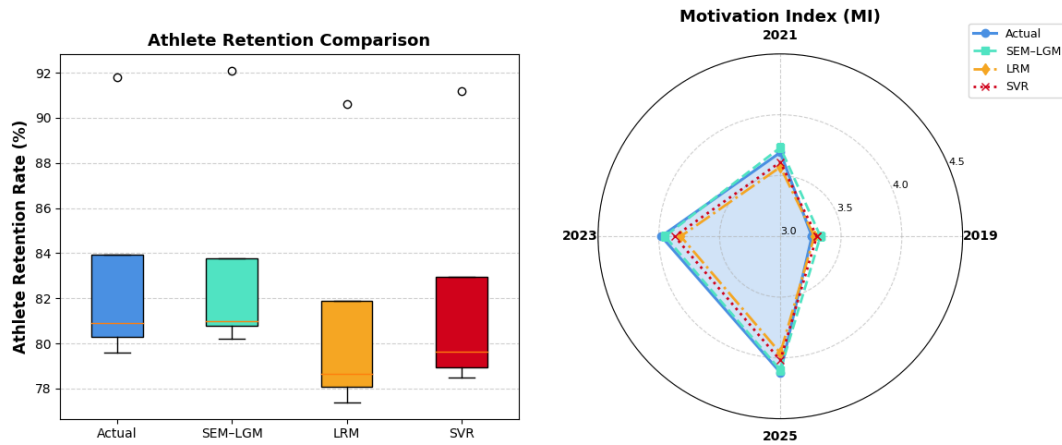 Athlete Retention Comparison
Athlete Retention Rate (%)
92
90
88
86
84
82
80
78
Actual
SEM–LGM
LRM
SVR
Motivation Index (MI)
2021
2019
2023
2025
3.0
3.5
4.0
4.5
Actual
SEM–LGM
LRM
SVR